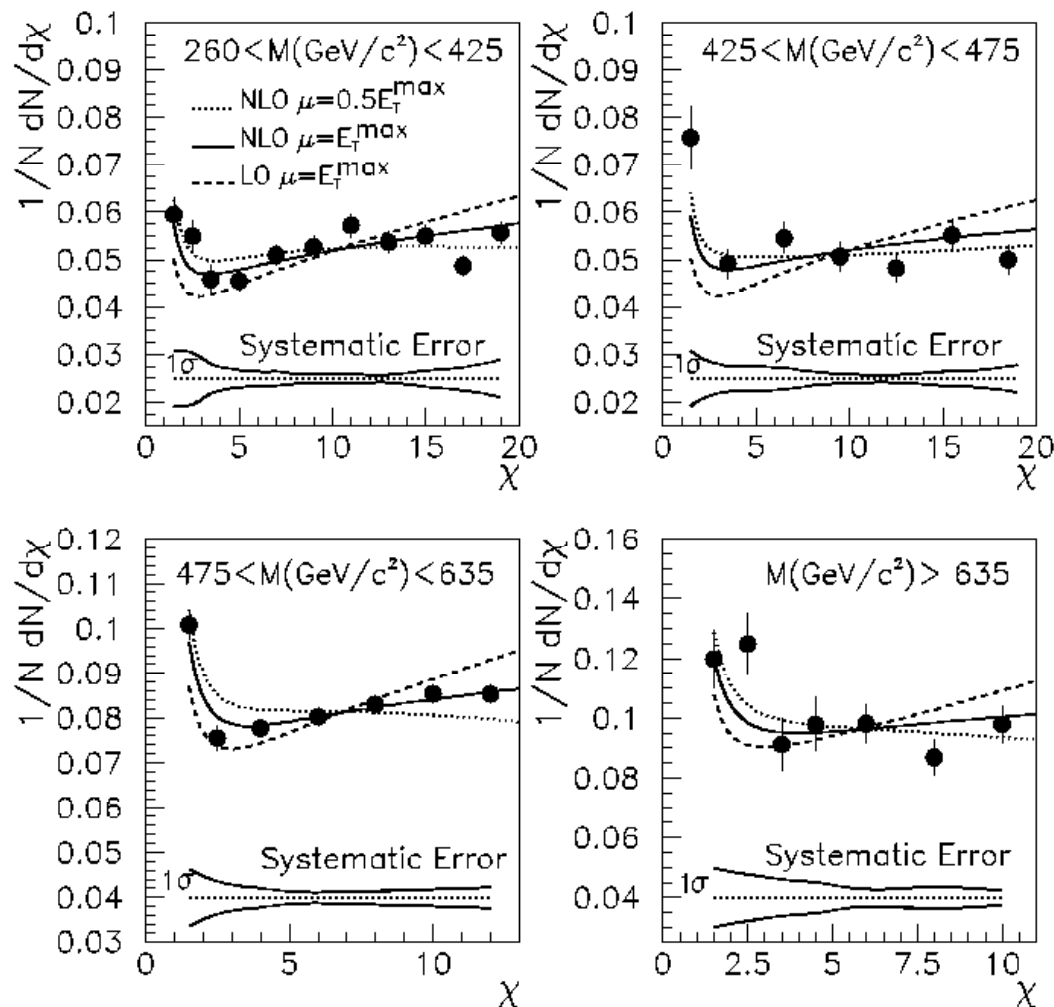 1/N dN/dχ
260<M(GeV/c²)<425
NLO μ=0.5E_T^max
NLO μ=E_T^max
LO μ=E_T^max
Systematic Error
1σ
0.1
0.09
0.08
0.07
0.06
0.05
0.04
0.03
0.02
0 5 10 15 20
χ
1/N dN/dχ
425<M(GeV/c²)<475
Systematic Error
1σ
0.1
0.09
0.08
0.07
0.06
0.05
0.04
0.03
0.02
0 5 10 15 20
χ
1/N dN/dχ
475<M(GeV/c²)<635
Systematic Error
1σ
0.12
0.11
0.1
0.09
0.08
0.07
0.06
0.05
0.04
0.03
0 5 10
χ
1/N dN/dχ
M(GeV/c²)> 635
Systematic Error
1σ
0.16
0.14
0.12
0.1
0.08
0.06
0.04
0 2.5 5 7.5 10
χ